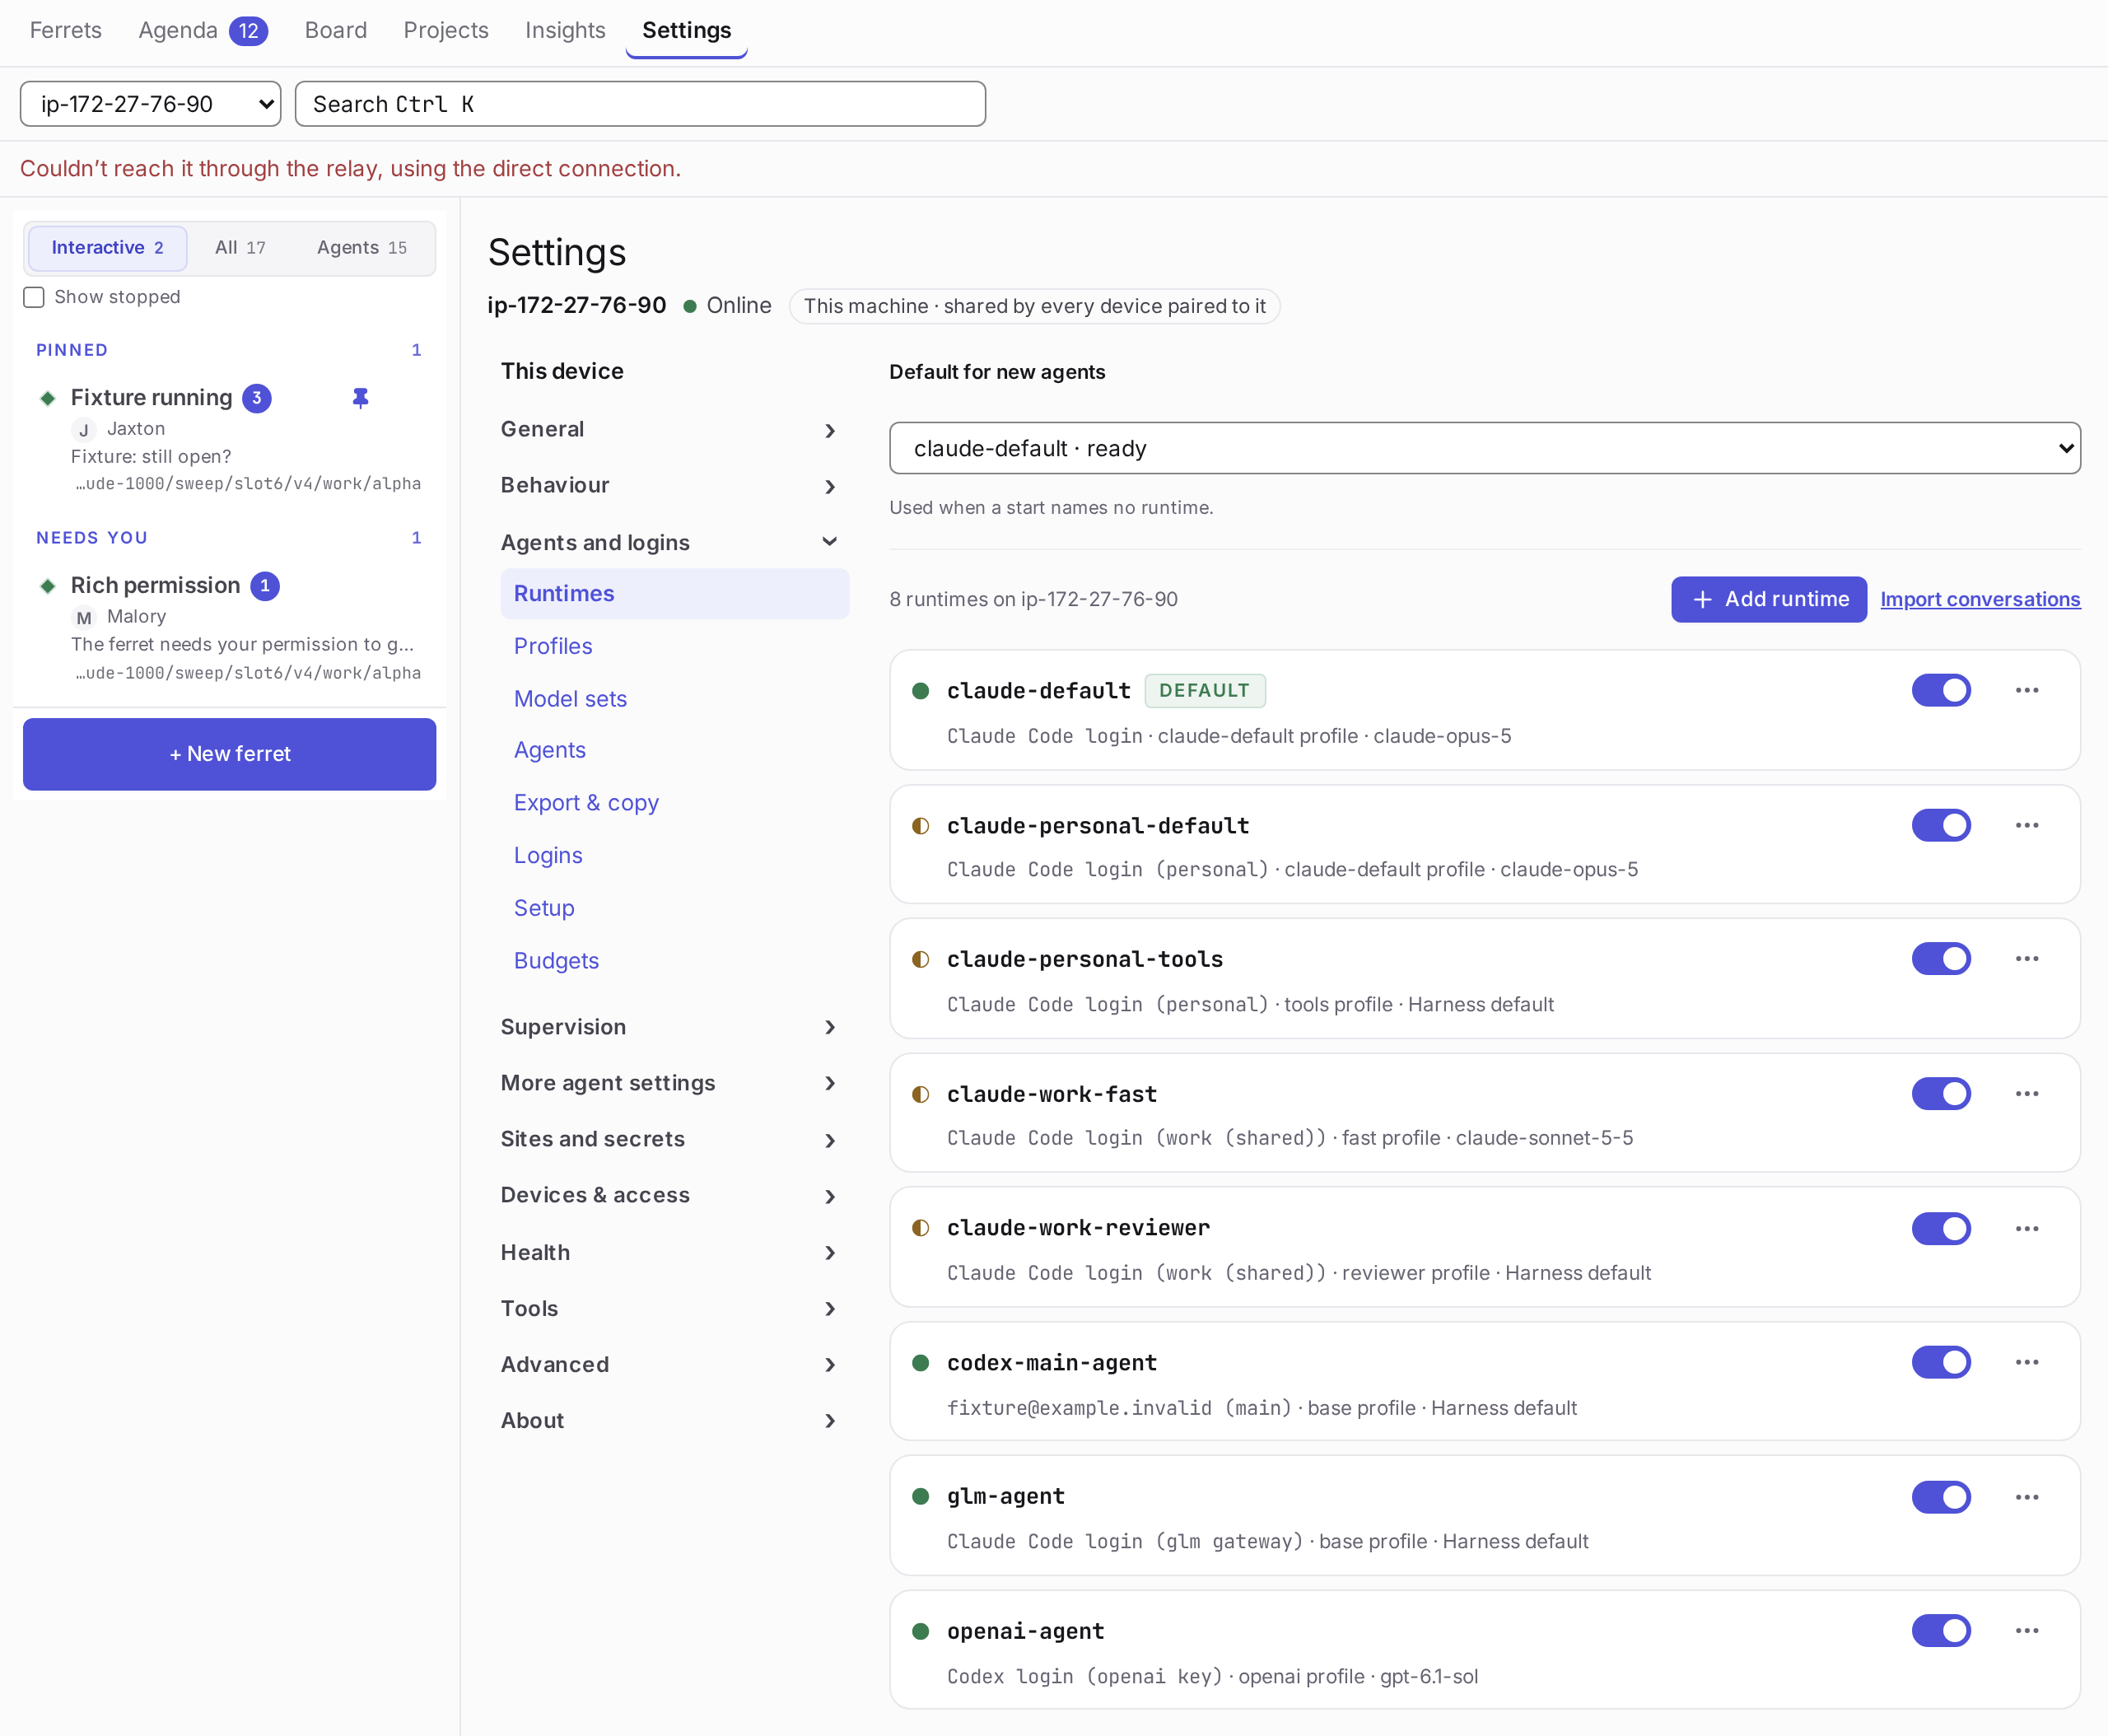 Ferrets Agenda 12 Board Projects Insights Settings
ip-172-27-76-90 Search Ctrl K
Couldn’t reach it through the relay, using the direct connection.
Interactive 2 All 17 Agents 15
Show stopped
PINNED 1
Fixture running 3
J Jaxton
Fixture: still open?
…ude-1000/sweep/slot6/v4/work/alpha
NEEDS YOU 1
Rich permission 1
M Malory
The ferret needs your permission to g…
…ude-1000/sweep/slot6/v4/work/alpha
+ New ferret
Settings
ip-172-27-76-90 Online This machine · shared by every device paired to it
This device
General
Behaviour
Agents and logins
Runtimes
Profiles
Model sets
Agents
Export & copy
Logins
Setup
Budgets
Supervision
More agent settings
Sites and secrets
Devices & access
Health
Tools
Advanced
About
Default for new agents
claude-default · ready
Used when a start names no runtime.
8 runtimes on ip-172-27-76-90 + Add runtime Import conversations
claude-default DEFAULT
Claude Code login · claude-default profile · claude-opus-5
claude-personal-default
Claude Code login (personal) · claude-default profile · claude-opus-5
claude-personal-tools
Claude Code login (personal) · tools profile · Harness default
claude-work-fast
Claude Code login (work (shared)) · fast profile · claude-sonnet-5-5
claude-work-reviewer
Claude Code login (work (shared)) · reviewer profile · Harness default
codex-main-agent
fixture@example.invalid (main) · base profile · Harness default
glm-agent
Claude Code login (glm gateway) · base profile · Harness default
openai-agent
Codex login (openai key) · openai profile · gpt-6.1-sol